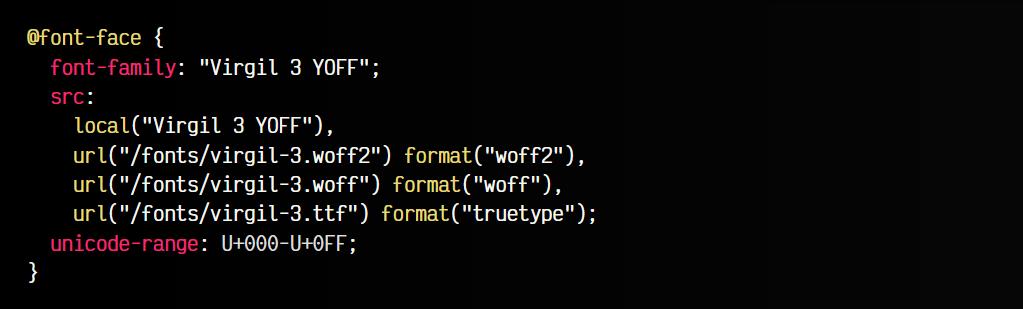 @font-face {
  font-family: "Virgil 3 YOFF";
  src:
    local("Virgil 3 YOFF"),
    url("/fonts/virgil-3.woff2") format("woff2"),
    url("/fonts/virgil-3.woff") format("woff"),
    url("/fonts/virgil-3.ttf") format("truetype");
  unicode-range: U+000-U+0FF;
}